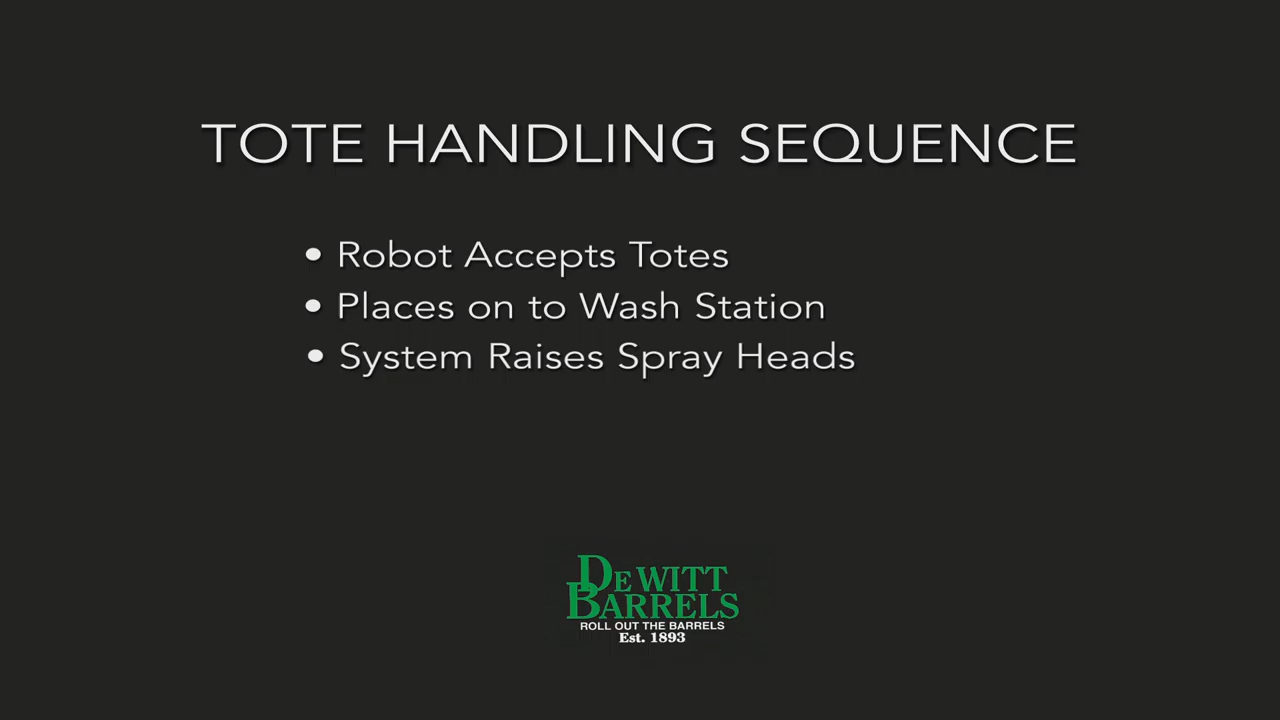 TOTE HANDLING SEQUENCE
• Robot Accepts Totes
• Places on to Wash Station
• System Raises Spray Heads
DEWITT
BARRELS
ROLL OUT THE BARRELS
Est. 1893